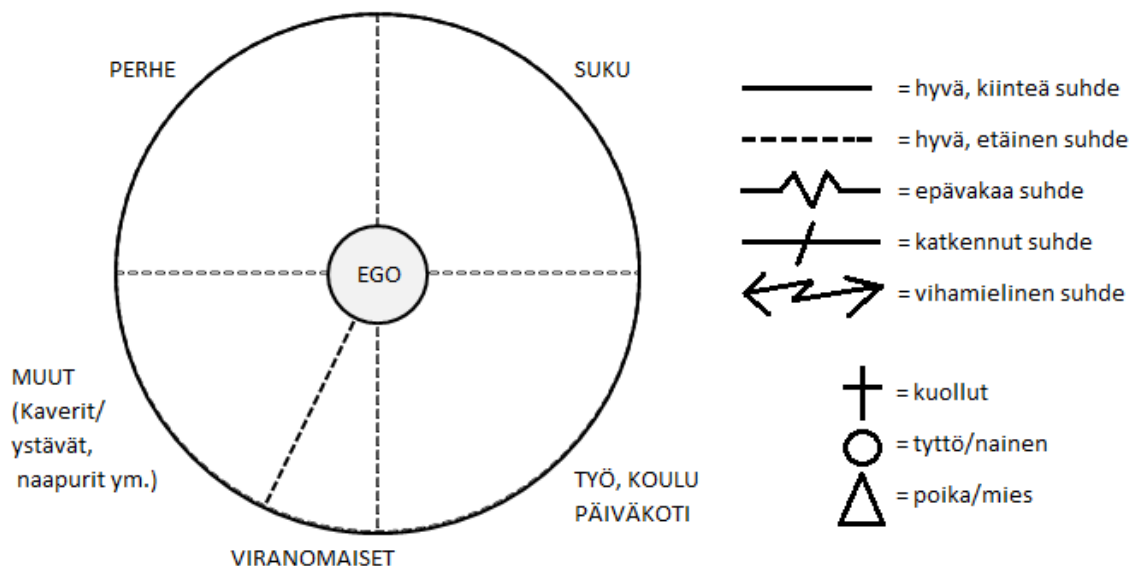 PERHE
SUKU
EGO
MUUT
(Kaverit/
ystävät,
naapurit ym.)
TYÖ, KOULU
PÄIVÄKOTI
VIRANOMAISET
= hyvä, kiinteä suhde
= hyvä, etäinen suhde
= epävakaa suhde
= katkennut suhde
= vihamielinen suhde
= kuollut
= tyttö/nainen
= poika/mies